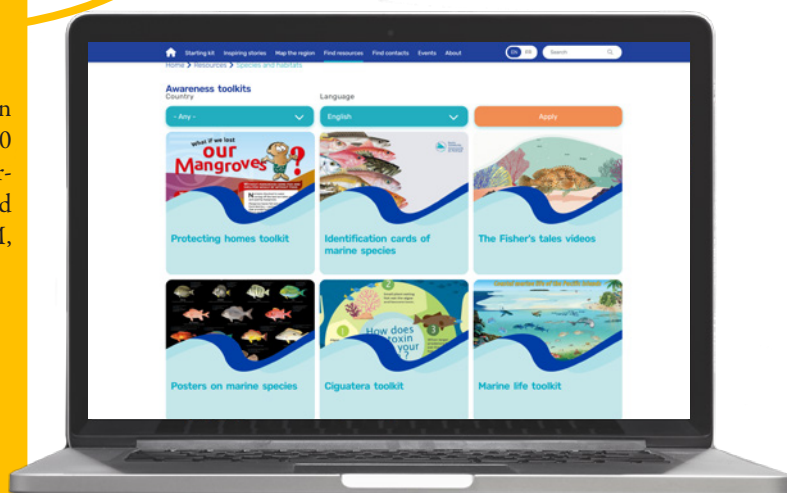 n
0
r-
d
I,
Starting kit Inspiring stories Map the region Find resources Find contacts Events About EN FR Search
Home > Resources > Species and habitats
Awareness toolkits
Country Language
- Any - English Apply
What if we lost
our
Mangroves?
Protecting homes toolkit
Identification cards of
marine species
The Fisher's tales videos
How does
toxin
your
?
Posters on marine species
Ciguatera toolkit
Marine life toolkit